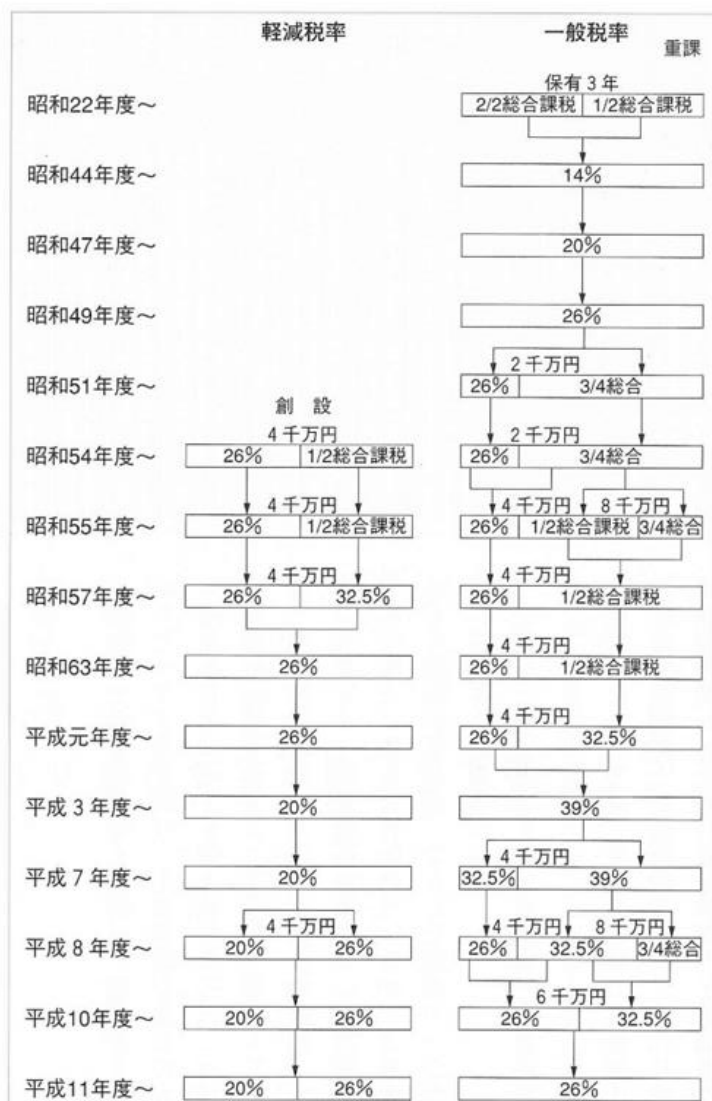 軽減税率 一般税率
重課
保有3年
昭和22年度～ 2/2総合課税 1/2総合課税
昭和44年度～ 14%
昭和47年度～ 20%
昭和49年度～ 26%
2千万円
昭和51年度～ 26% 3/4総合
創 設
4千万円 2千万円
昭和54年度～ 26% 1/2総合課税 26% 3/4総合
4千万円 4千万円 8千万円
昭和55年度～ 26% 1/2総合課税 26% 1/2総合課税 3/4総合
4千万円 4千万円
昭和57年度～ 26% 32.5% 26% 1/2総合課税
4千万円
昭和63年度～ 26% 26% 1/2総合課税
4千万円
平成元年度～ 26% 26% 32.5%
平成3年度～ 20% 39%
4千万円
平成7年度～ 20% 32.5% 39%
4千万円 4千万円 8千万円
平成8年度～ 20% 26% 26% 32.5% 3/4総合
6千万円
平成10年度～ 20% 26% 26% 32.5%
平成11年度～ 20% 26% 26%